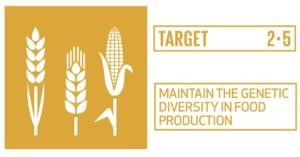 TARGET 2·5
MAINTAIN THE GENETIC
DIVERSITY IN FOOD
PRODUCTION